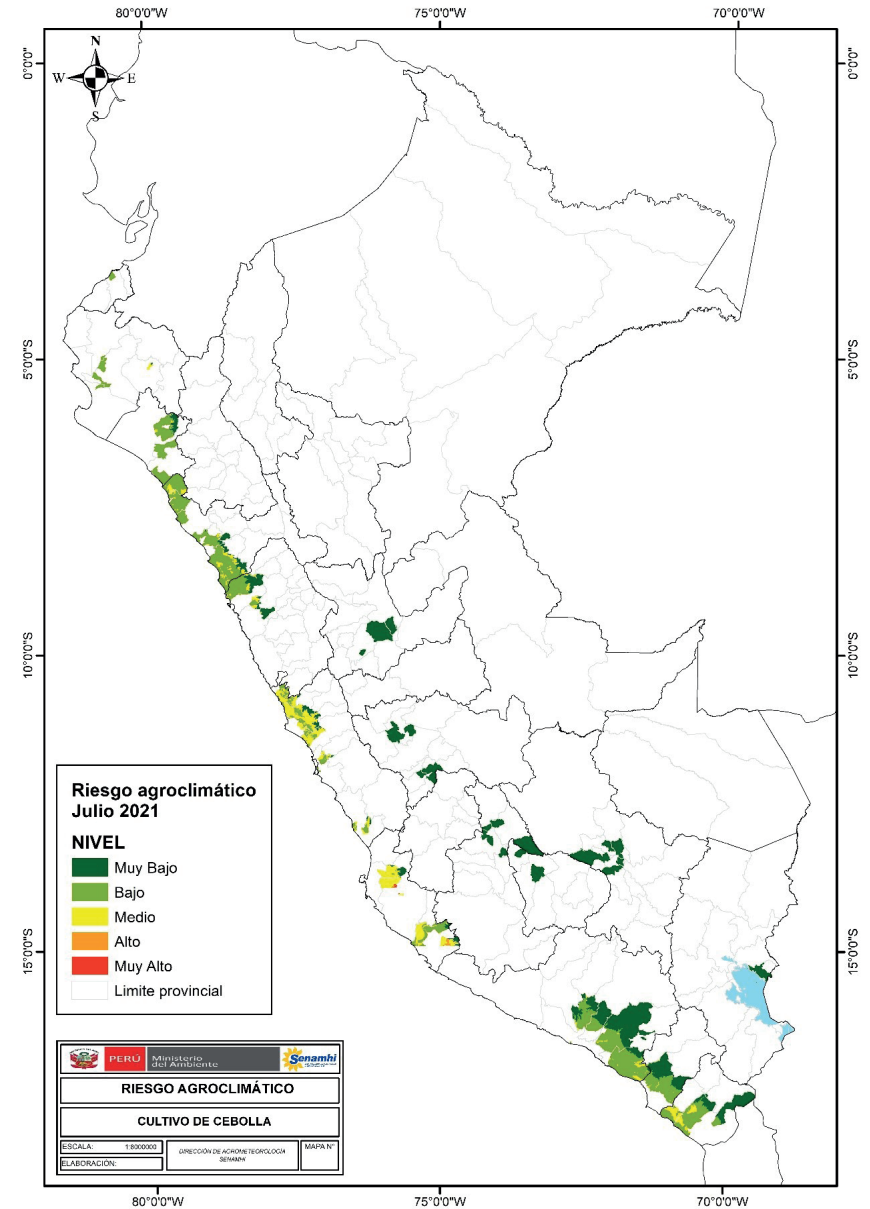 80°0'0"W 75°0'0"W 70°0'0"W
N
W E
S
0°0'0" 0°0'0"
5°0'0"S 5°0'0"S
10°0'0"S 10°0'0"S
15°0'0"S 15°0'0"S
Riesgo agroclimático
Julio 2021
NIVEL
Muy Bajo
Bajo
Medio
Alto
Muy Alto
Limite provincial
PERÚ
Ministerio
del Ambiente
Senamhi
RIESGO AGROCLIMÁTICO
CULTIVO DE CEBOLLA
ESCALA: 1:8000000
DIRECCIÓN DE AGROMETEOROLOGÍA
SENAMHI
MAPA N°
ELABORACIÓN:
80°0'0"W 75°0'0"W 70°0'0"W